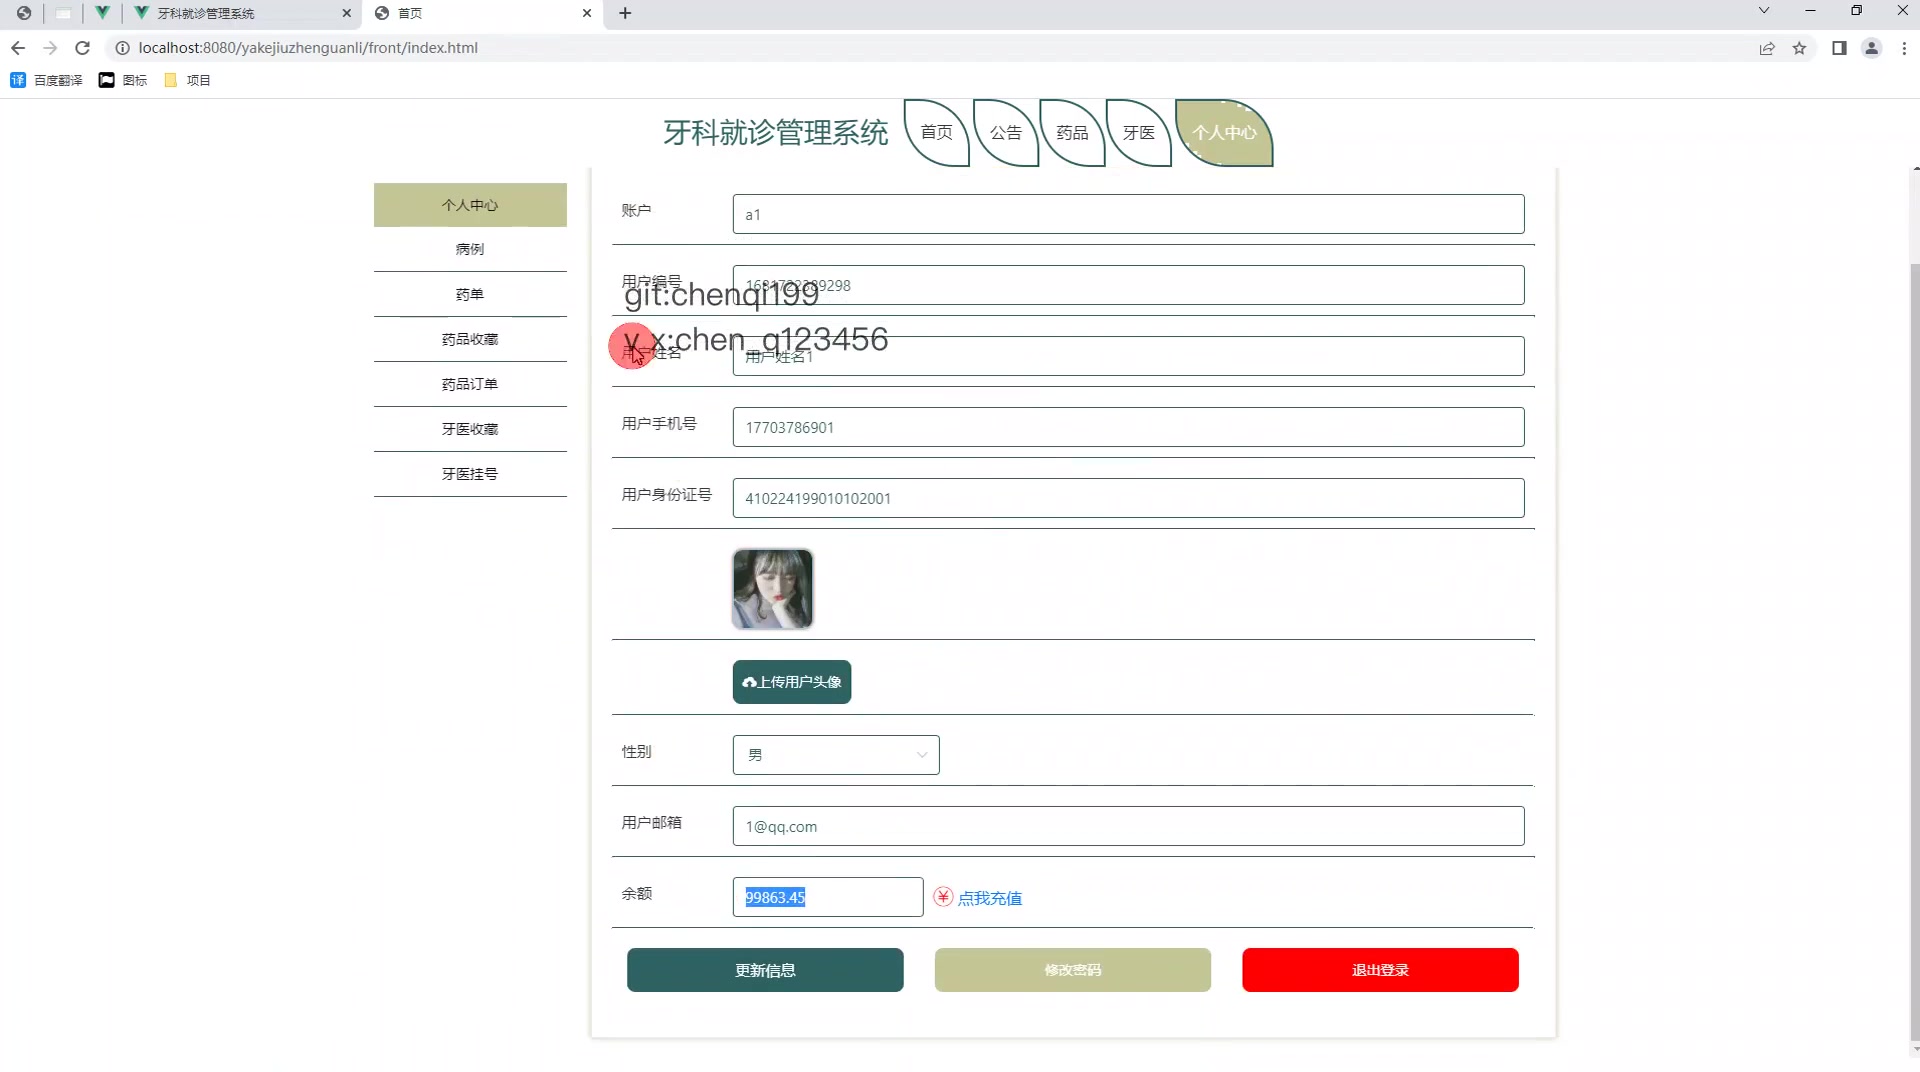 牙科就诊管理系统
首页
localhost:8080/yakejiuzhenguanli/front/index.html
译 百度翻译
图标
项目
牙科就诊管理系统
首页
公告
药品
牙医
个人中心
个人中心
病例
药单
药品收藏
药品订单
牙医收藏
牙医挂号
账户
a1
用户编号
1681722389298
git:chenqi199
v_x:chen_q123456
用户姓名
用户姓名1
用户手机号
17703786901
用户身份证号
410224199010102001
上传用户头像
性别
男
用户邮箱
1@qq.com
余额
99863.45
点我充值
更新信息
修改密码
退出登录